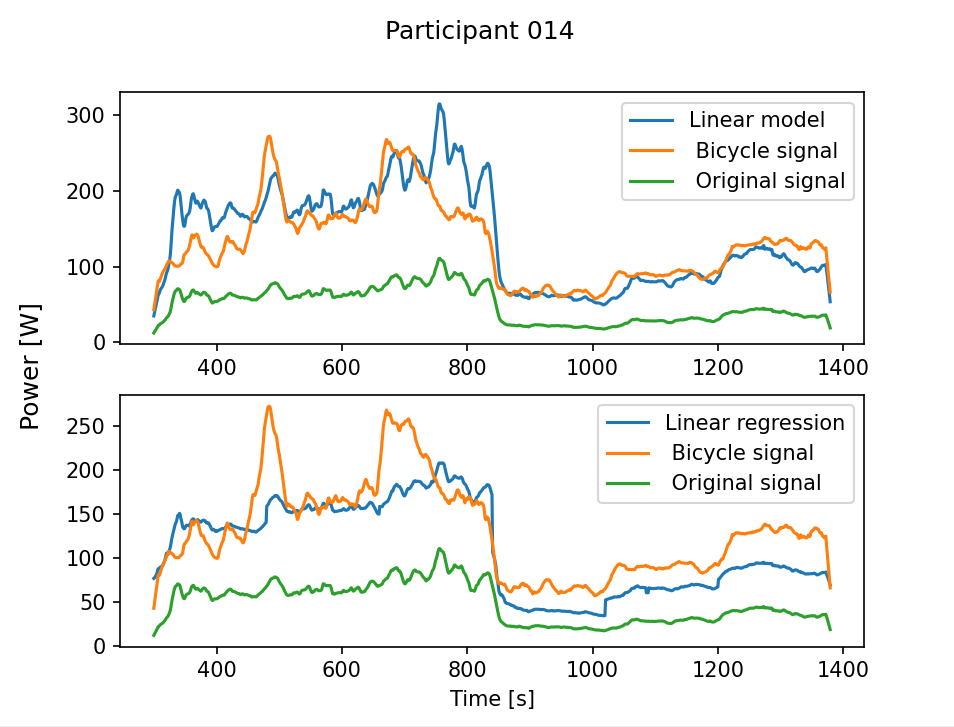 Participant 014
Power [W]
300
200
100
0
Linear model
Bicycle signal
Original signal
400 600 800 1000 1200 1400
250
200
150
100
50
0
Linear regression
Bicycle signal
Original signal
400 600 800 1000 1200 1400
Time [s]